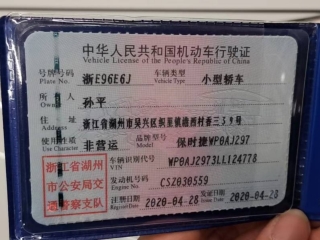 中华人民共和国机动车行驶证
Vehicle License of the People's Republic of China
号牌号码 浙E96E6J 车辆类型 小型轿车
Plate No. Vehicle Type
所有人 孙平
Owner
住址 浙江省湖州市吴兴区织里镇
Address
使用性质 非营运 品牌型号 保时捷WP0AJ297
Use Character Model
浙江省湖州
市公安局交
通警察支队
车辆识别代号 WP0AJ2973LL124778
VIN
发动机号码 CSZ030559
Engine No.
注册日期 2020-04-28 发证日期 2020-04-28
Register Date Issue Date